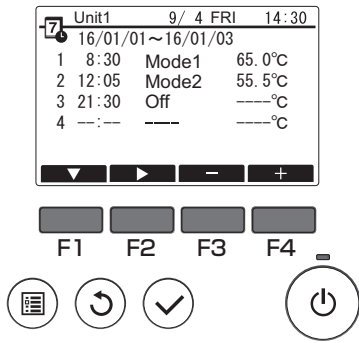 7 Unit1 9/ 4 FRI 14:30
16/01/01~16/01/03
1 8:30 Mode1 65.0°C
2 12:05 Mode2 55.5°C
3 21:30 Off ----°C
4 --:-- ---- ----°C
▼ ▶ − +
F1 F2 F3 F4